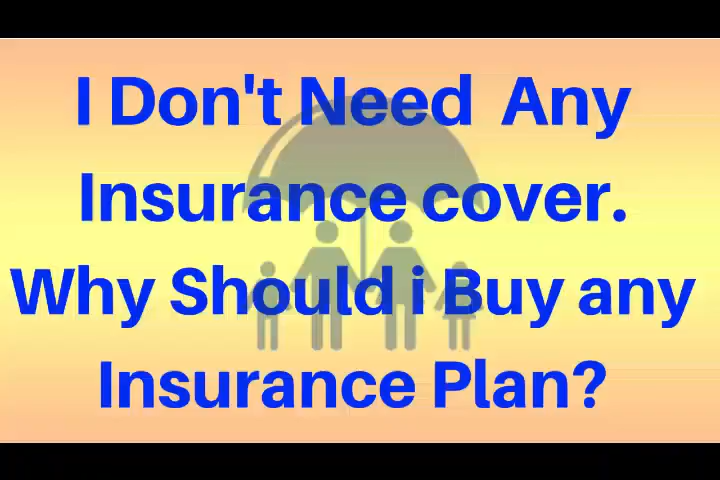 I Don't Need Any
Insurance cover.
Why Should i Buy any
Insurance Plan?